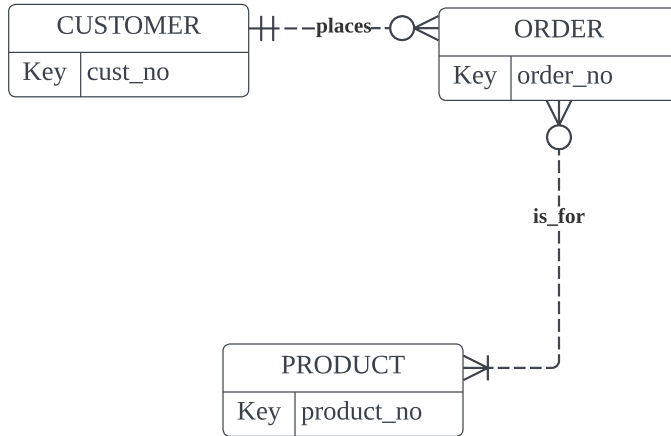 CUSTOMER
Key cust_no
places
ORDER
Key order_no
is_for
PRODUCT
Key product_no